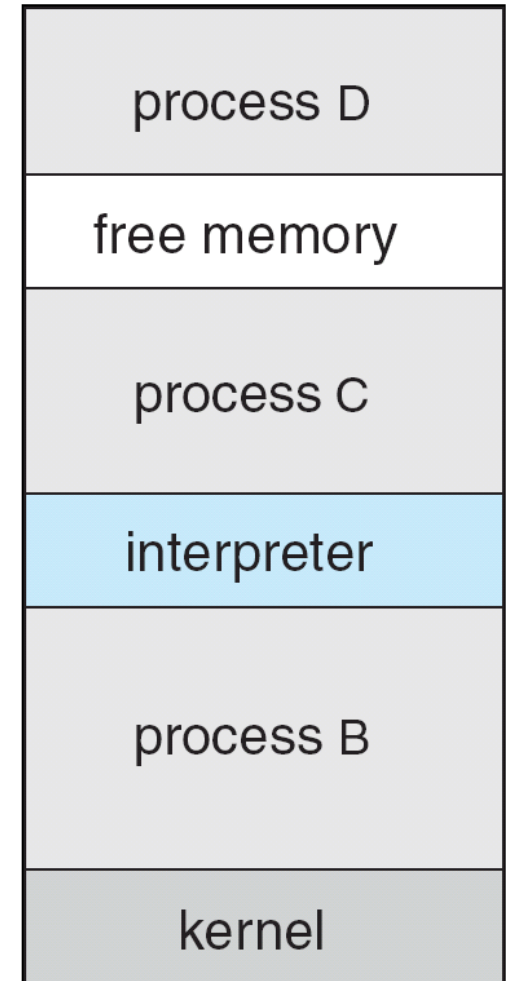 process D
free memory
process C
interpreter
process B
kernel